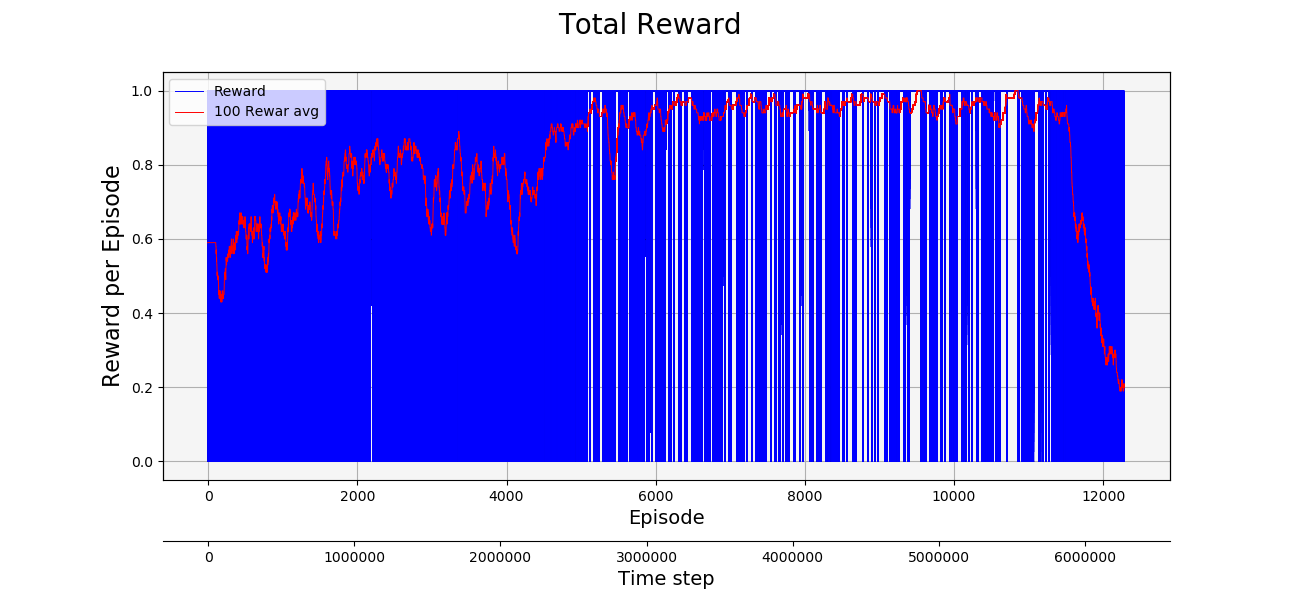 Total Reward
Reward
100 Rewar avg
Reward per Episode
1.0
0.8
0.6
0.4
0.2
0.0
0 2000 4000 6000 8000 10000 12000
Episode
0 1000000 2000000 3000000 4000000 5000000 6000000
Time step